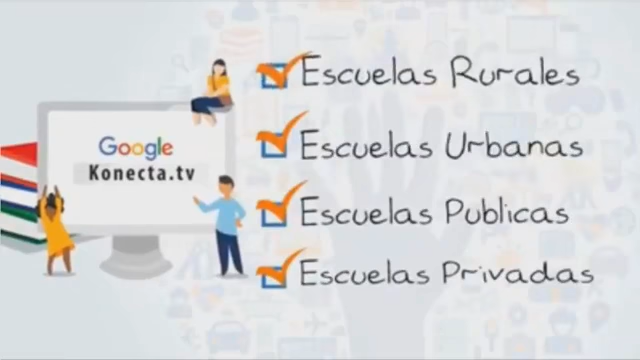 Google
Konecta.tv
Escuelas Rurales
Escuelas Urbanas
Escuelas Publicas
Escuelas Privadas